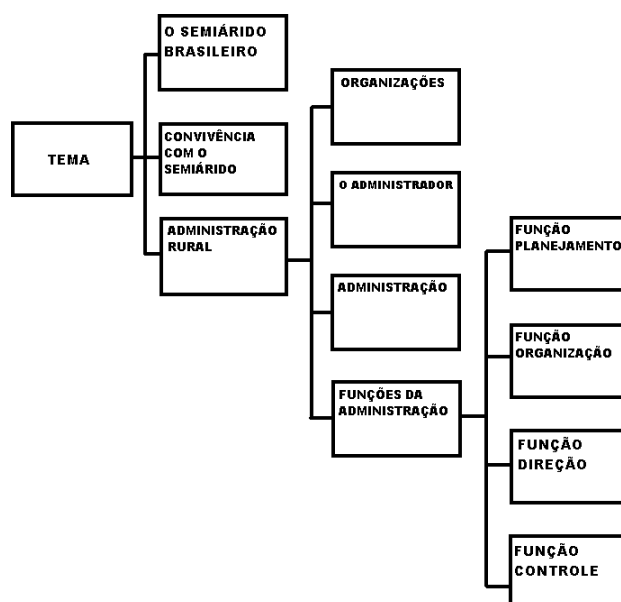 TEMA
O SEMIÁRIDO
BRASILEIRO
CONVIVÊNCIA
COM O
SEMIÁRIDO
ADMINISTRAÇÃO
RURAL
ORGANIZAÇÕES
O ADMINISTRADOR
ADMINISTRAÇÃO
FUNÇÕES DA
ADMINISTRAÇÃO
FUNÇÃO
PLANEJAMENTO
FUNÇÃO
ORGANIZAÇÃO
FUNÇÃO
DIREÇÃO
FUNÇÃO
CONTROLE